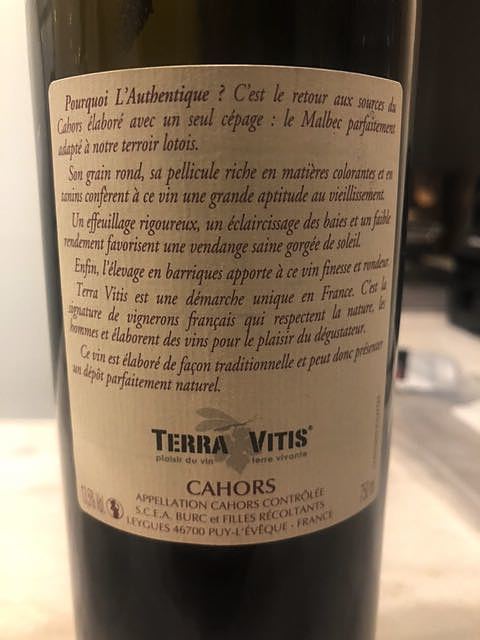 Pourquoi L'Authentique ? C'est le retour aux sources du
Cahors élaboré avec un seul cépage : le Malbec parfaitement
adapté à notre terroir lotois.
Son grain rond, sa pellicule riche en matières colorantes et en
tanins confèrent à ce vin une grande aptitude au vieillissement.
Un effeuillage rigoureux, un éclaircissage des baies et un faible
rendement favorisent une vendange saine gorgée de soleil.
Enfin, l'élevage en barriques apporte à ce vin finesse et rondeur.
Terra Vitis est une démarche unique en France. C'est la
signature de vignerons français qui respectent la nature, les
hommes et élaborent des vins pour le plaisir du dégustateur.
Ce vin est élaboré de façon traditionnelle et peut donc présenter
un dépôt parfaitement naturel.
TERRA VITIS®
plaisir du vin terre vivante
CAHORS
APPELLATION CAHORS CONTRÔLÉE
S.C.E.A. BURC et FILLES RÉCOLTANTS
LEYGUES 46700 PUY-L'ÉVÊQUE - FRANCE